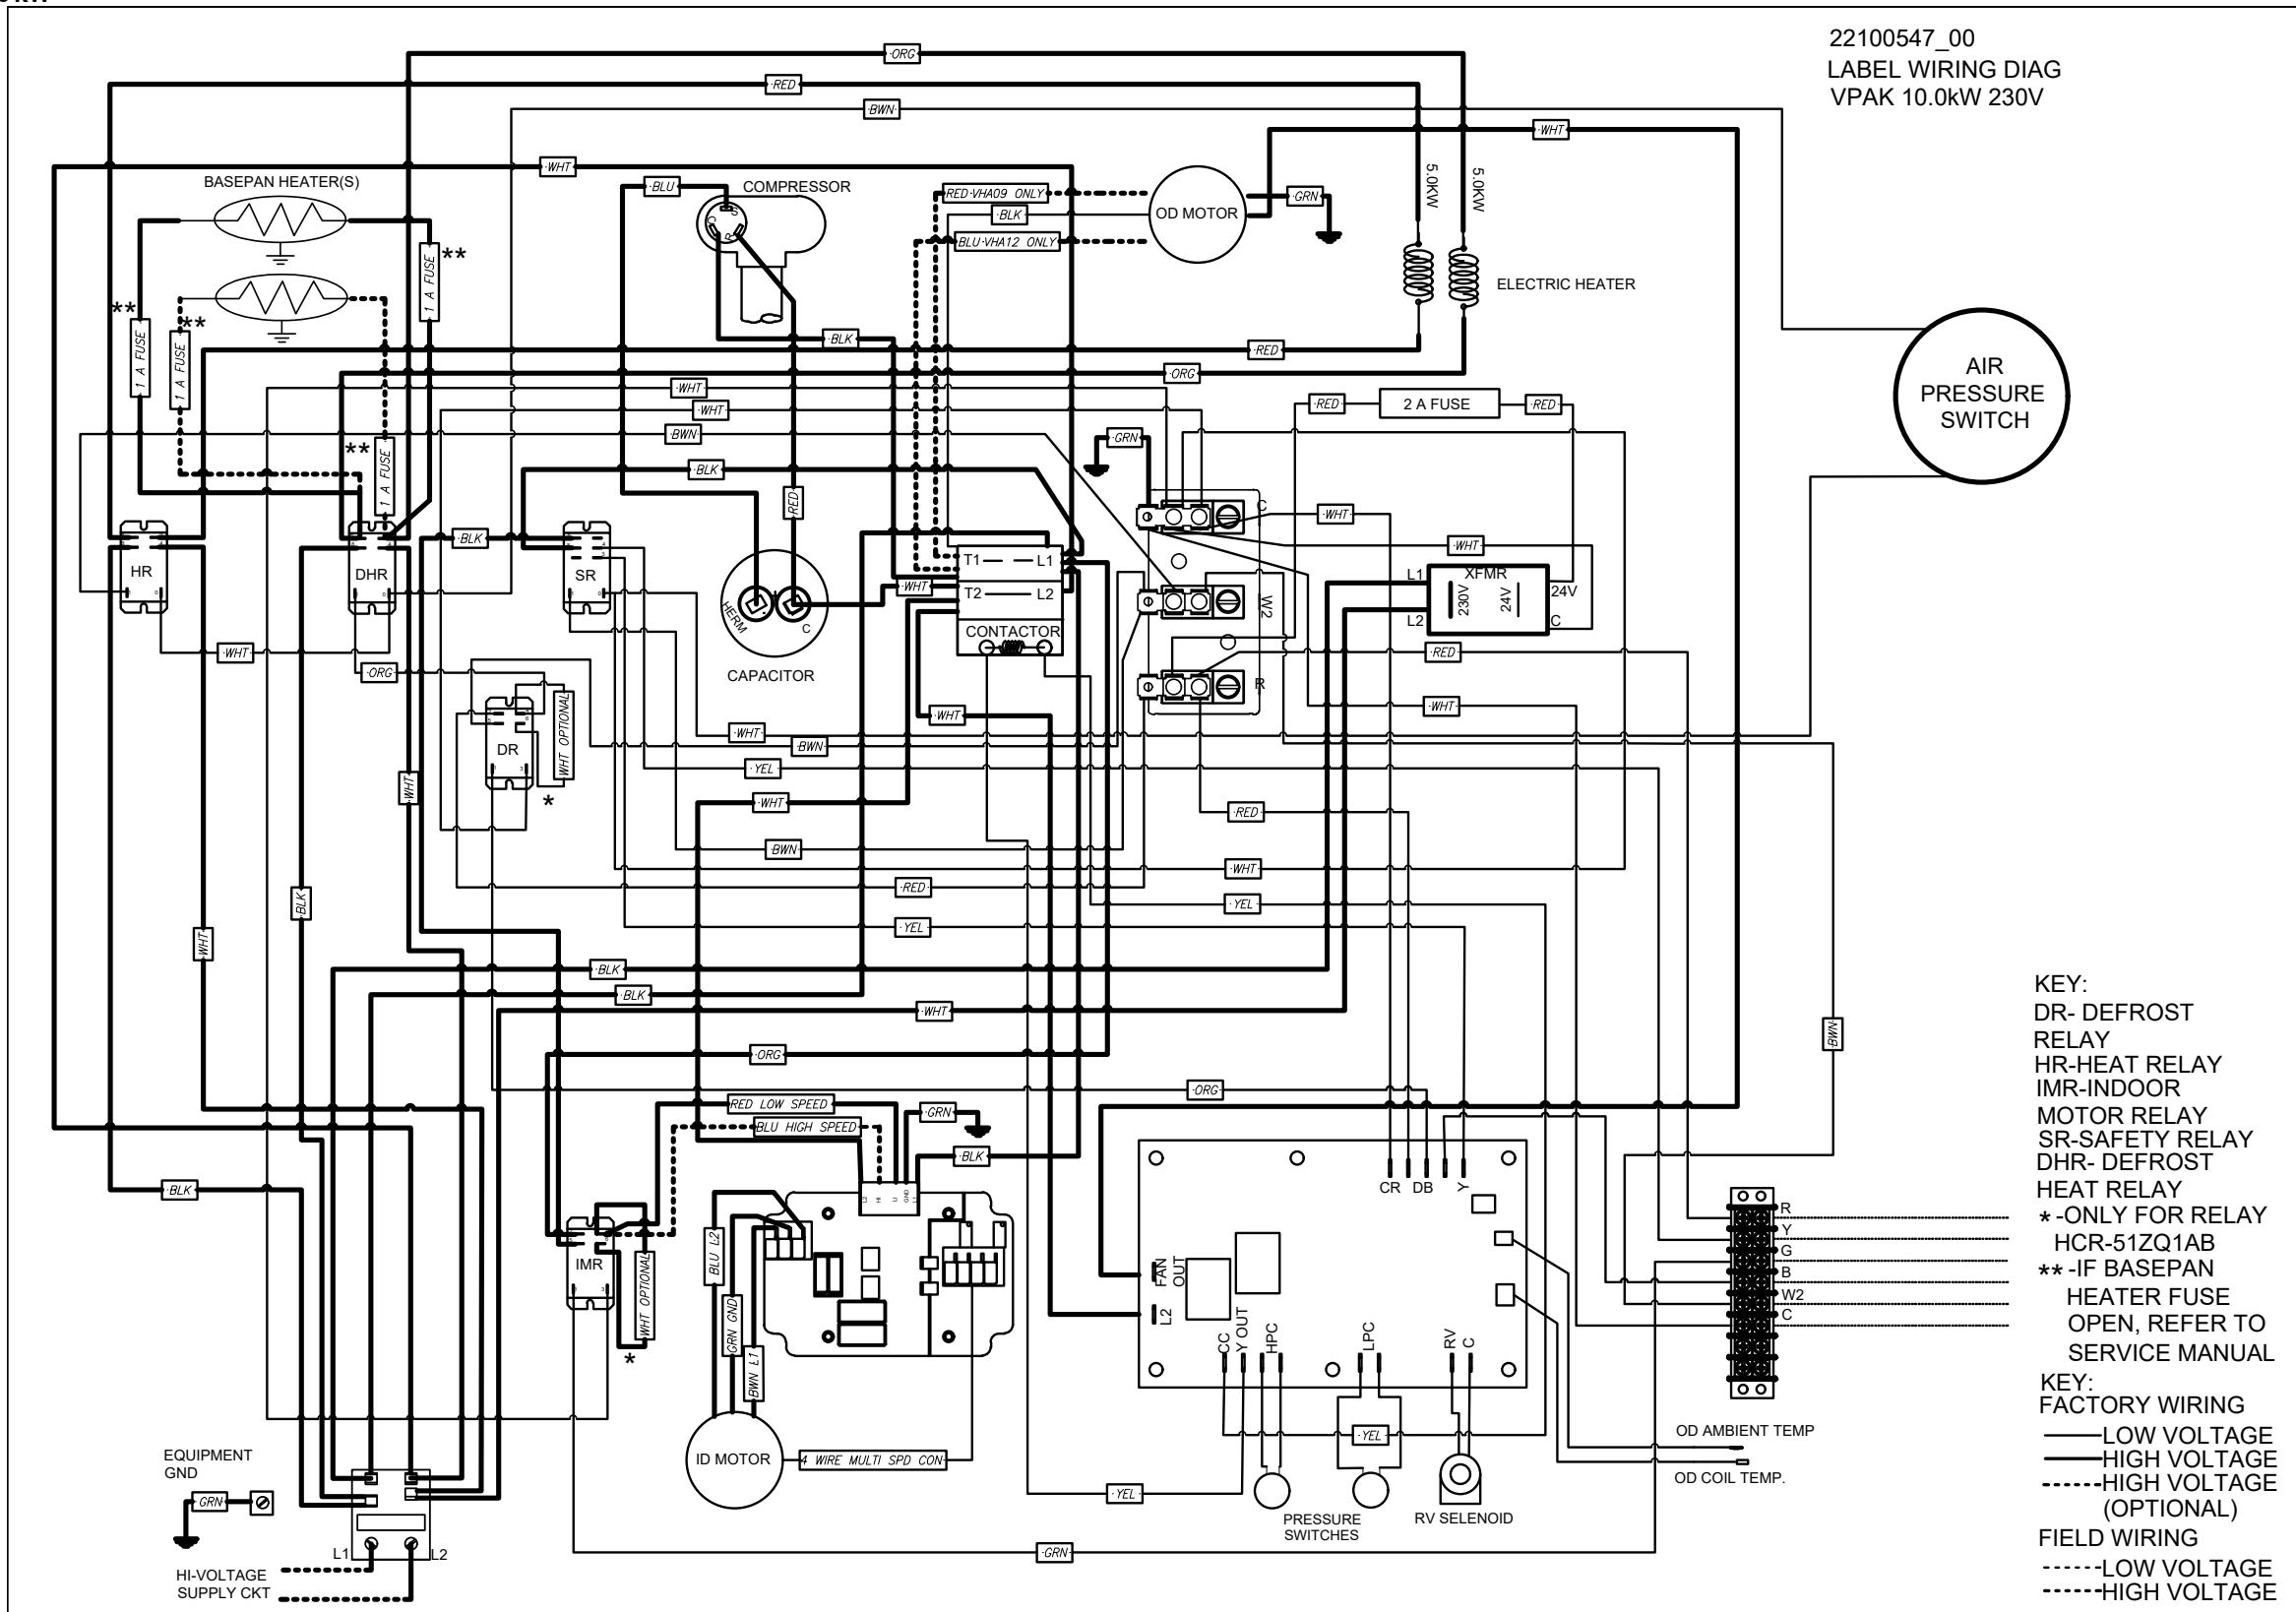 22100547_00
LABEL WIRING DIAG
VPAK 10.0kW 230V
ORG
RED
BWN
WHT
WHT
BASEPAN HEATER(S)
BLU
COMPRESSOR
S
C
R
RED-VHA09 ONLY
BLK
BLU-VHA12 ONLY
OD MOTOR
GRN
5.0KW
5.0KW
ELECTRIC HEATER
**
1 A FUSE
**
1 A FUSE
**
1 A FUSE
**
1 A FUSE
BLK
RED
ORG
WHT
WHT
BWN
BLK
RED
RED
2 A FUSE
RED
GRN
AIR
PRESSURE
SWITCH
HR
DHR
BLK
SR
HERM
C
CAPACITOR
WHT
T1
L1
T2
L2
CONTACTOR
C
W2
R
WHT
WHT
L1
XFMR
L2
230V
24V
24V
C
RED
WHT
WHT
ORG
DR
WHT OPTIONAL
*
WHT
WHT
BWN
WHT
YEL
WHT
RED
BWN
WHT
RED
YEL
YEL
BLK
WHT
BLK
BLK
WHT
ORG
BWN
ORG
RED LOW SPEED
BLU HIGH SPEED
GRN
BLK
BLK
L2
HI
GND
L1
IMR
WHT OPTIONAL
*
BLU L2
GRN GND
BWN L1
ID MOTOR
4 WIRE MULTI SPD CON
CR
DB
Y
FAN
OUT
L2
CC
Y OUT
HPC
LPC
RV
C
YEL
YEL
PRESSURE
SWITCHES
RV SELENOID
OD AMBIENT TEMP
OD COIL TEMP.
GRN
R
Y
G
B
W2
C
EQUIPMENT
GND
GRN
L1
L2
HI-VOLTAGE
SUPPLY CKT
KEY:
DR- DEFROST
RELAY
HR-HEAT RELAY
IMR-INDOOR
MOTOR RELAY
SR-SAFETY RELAY
DHR- DEFROST
HEAT RELAY
* -ONLY FOR RELAY
HCR-51ZQ1AB
** -IF BASEPAN
HEATER FUSE
OPEN, REFER TO
SERVICE MANUAL
KEY:
FACTORY WIRING
LOW VOLTAGE
HIGH VOLTAGE
HIGH VOLTAGE
(OPTIONAL)
FIELD WIRING
LOW VOLTAGE
HIGH VOLTAGE